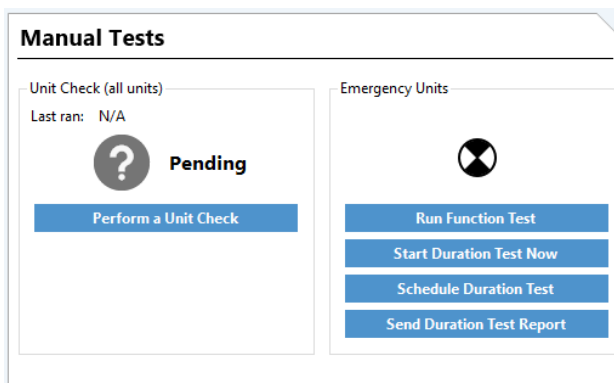 Manual Tests
Unit Check (all units)
Last ran: N/A
?
Pending
Perform a Unit Check
Emergency Units
Run Function Test
Start Duration Test Now
Schedule Duration Test
Send Duration Test Report